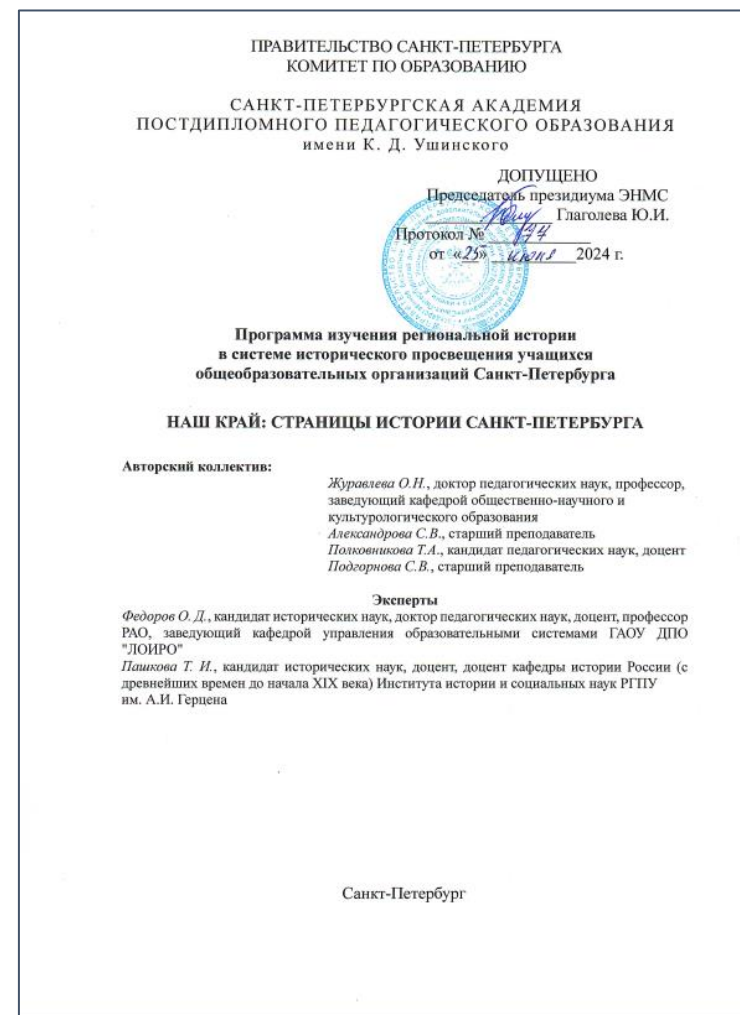 ПРАВИТЕЛЬСТВО САНКТ-ПЕТЕРБУРГА
КОМИТЕТ ПО ОБРАЗОВАНИЮ
САНКТ-ПЕТЕРБУРГСКАЯ АКАДЕМИЯ
ПОСТДИПЛОМНОГО ПЕДАГОГИЧЕСКОГО ОБРАЗОВАНИЯ
имени К. Д. Ушинского
ДОПУЩЕНО
Председатель президиума ЭНМС
Глаголева Ю.И.
Протокол №
от «25» июня 2024 г.
Программа изучения региональной истории
в системе исторического просвещения учащихся
общеобразовательных организаций Санкт-Петербурга
НАШ КРАЙ: СТРАНИЦЫ ИСТОРИИ САНКТ-ПЕТЕРБУРГА
Авторский коллектив:
Журавлева О.Н., доктор педагогических наук, профессор,
заведующий кафедрой общественно-научного и
культурологического образования
Александрова С.В., старший преподаватель
Полковникова Т.А., кандидат педагогических наук, доцент
Подгорнова С.В., старший преподаватель
Эксперты
Федоров О. Д., кандидат исторических наук, доктор педагогических наук, доцент, профессор
РАО, заведующий кафедрой управления образовательными системами ГАОУ ДПО
"ЛОИРО"
Пашкова Т. И., кандидат исторических наук, доцент, доцент кафедры истории России (с
древнейших времен до начала XIX века) Института истории и социальных наук РГПУ
им. А.И. Герцена
Санкт-Петербург